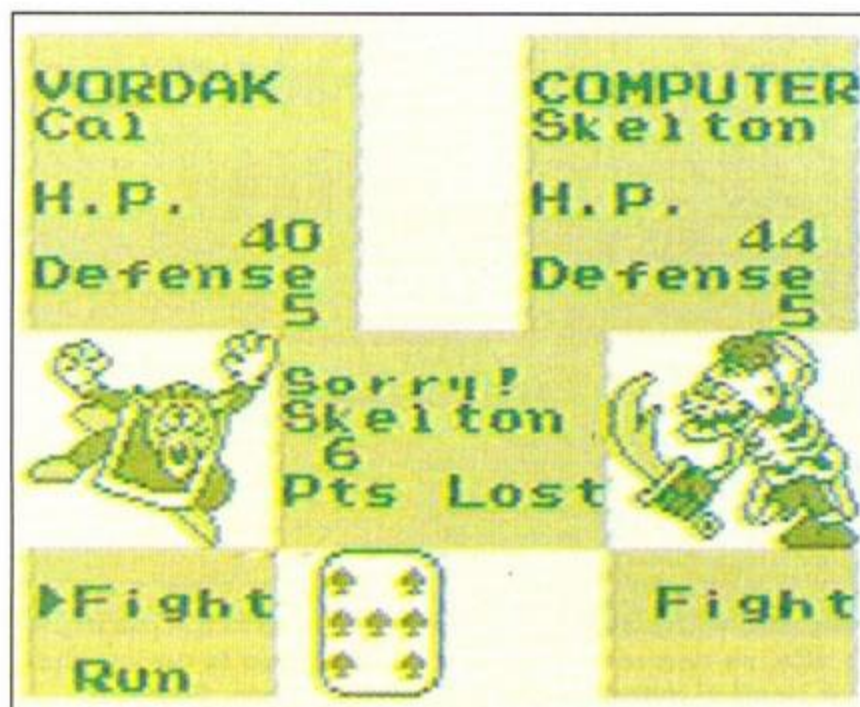 VORDAK
Cal
H.P.
40
Defense
5
COMPUTER
Skelton
H.P.
44
Defense
5
Sorry!
Skelton
6
Pts Lost
▶Fight
Run
Fight